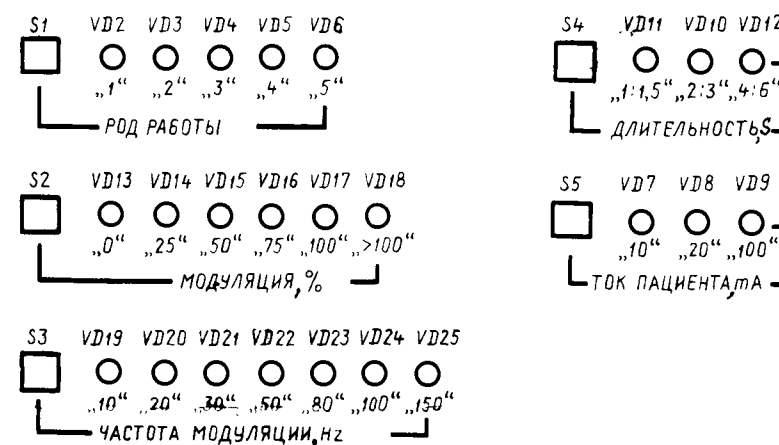 S1 VD2 VD3 VD4 VD5 VD6
„1“ „2“ „3“ „4“ „5“
РОД РАБОТЫ
S4 VD11 VD10 VD12
„1:1,5“ „2:3“ „4:6“
ДЛИТЕЛЬНОСТЬ,S
S2 VD13 VD14 VD15 VD16 VD17 VD18
„0“ „25“ „50“ „75“ „100“ „>100“
МОДУЛЯЦИЯ,%
S5 VD7 VD8 VD9
„10“ „20“ „100“
ТОК ПАЦИЕНТА,mA
S3 VD19 VD20 VD21 VD22 VD23 VD24 VD25
„10“ „20“ „30“ „50“ „80“ „100“ „150“
ЧАСТОТА МОДУЛЯЦИИ,Hz